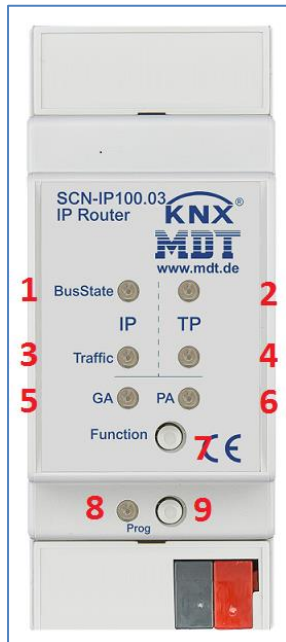 SCN-IP100.03
IP Router
KNX®
MDT
www.mdt.de
1 BusState 2
IP TP
3 Traffic 4
5 GA PA 6
Function
7
CE
8 9
Prog